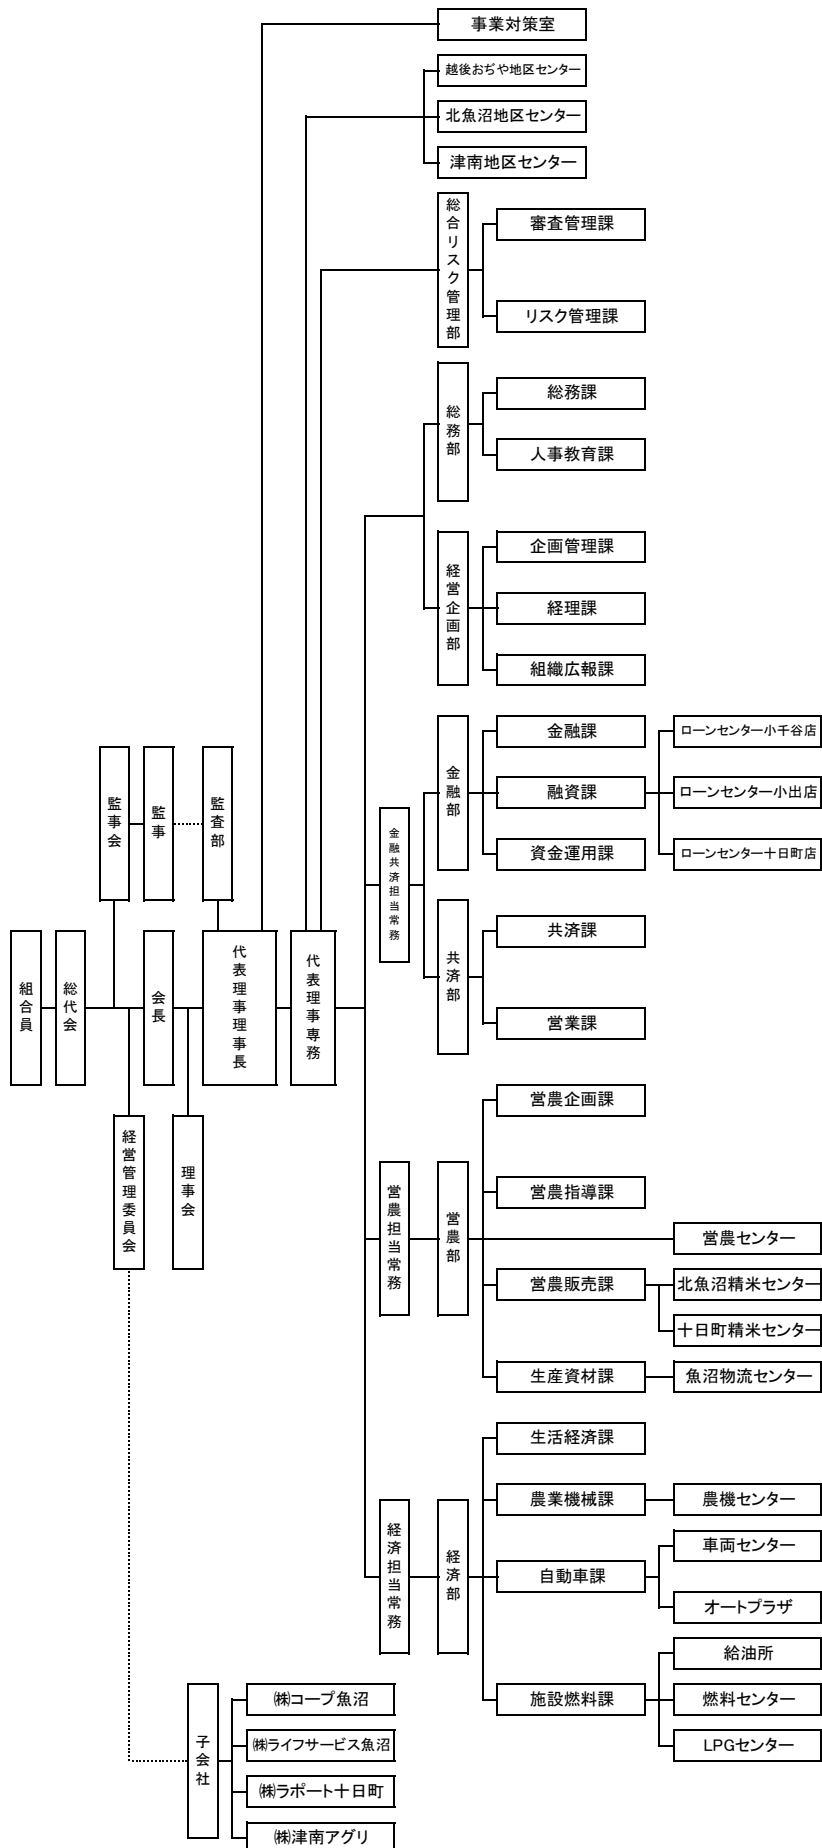 事業対策室
越後おぢや地区センター
北魚沼地区センター
津南地区センター
総合リスク管理部
審査管理課
リスク管理課
総務部
総務課
人事教育課
経営企画部
企画管理課
経理課
組織広報課
金融部
金融課
ローンセンター小千谷店
融資課
ローンセンター小出店
資金運用課
ローンセンター十日町店
監事会
監事
監査部
金融共済担当常務
共済部
共済課
営業課
組合員
総代会
会長
代表理事理事長
代表理事専務
経営管理委員会
理事会
営農担当常務
営農部
営農企画課
営農指導課
営農センター
営農販売課
北魚沼精米センター
十日町精米センター
生産資材課
魚沼物流センター
経済担当常務
経済部
生活経済課
農業機械課
農機センター
自動車課
車両センター
オートプラザ
施設燃料課
給油所
燃料センター
LPGセンター
子会社
㈱コープ魚沼
㈱ライフサービス魚沼
㈱ラポート十日町
㈱津南アグリ